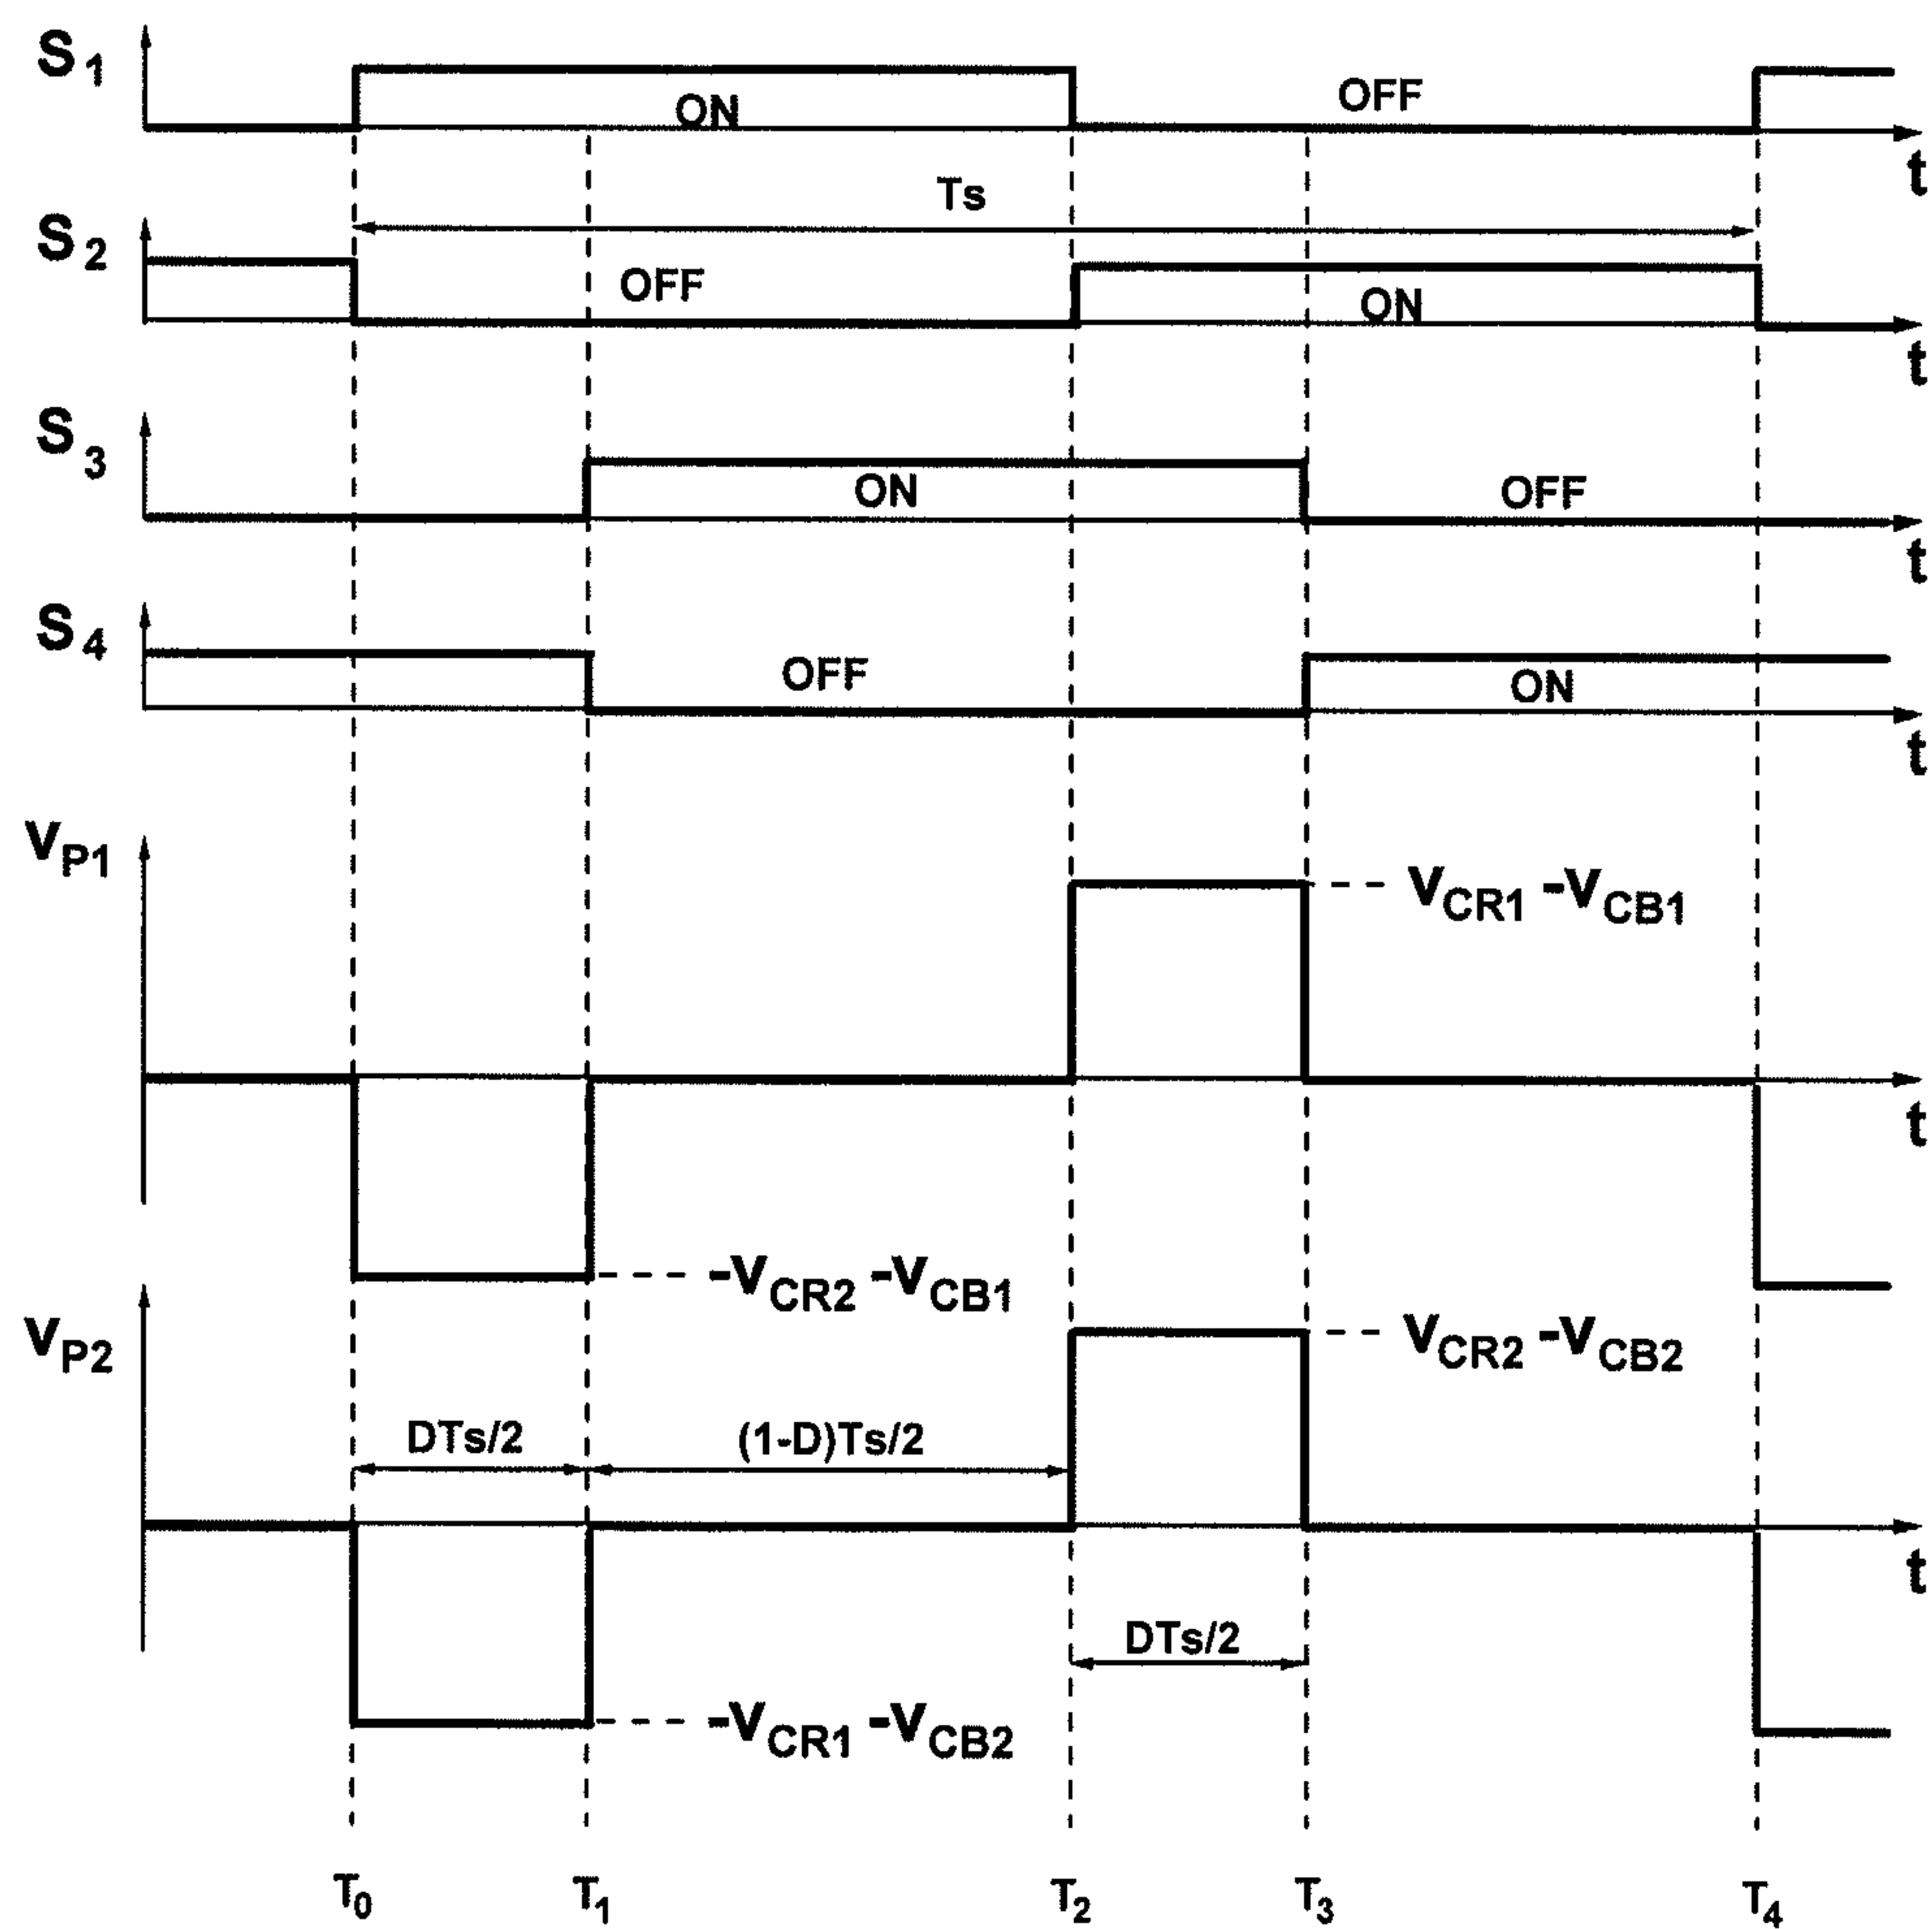 S1
ON
OFF
t
Ts
S2
OFF
ON
t
S3
ON
OFF
t
S4
OFF
ON
t
VP1
VCR1 -VCB1
t
-VCR2 -VCB1
VP2
VCR2 -VCB2
DTs/2
(1-D)Ts/2
t
DTs/2
-VCR1 -VCB2
T0
T1
T2
T3
T4